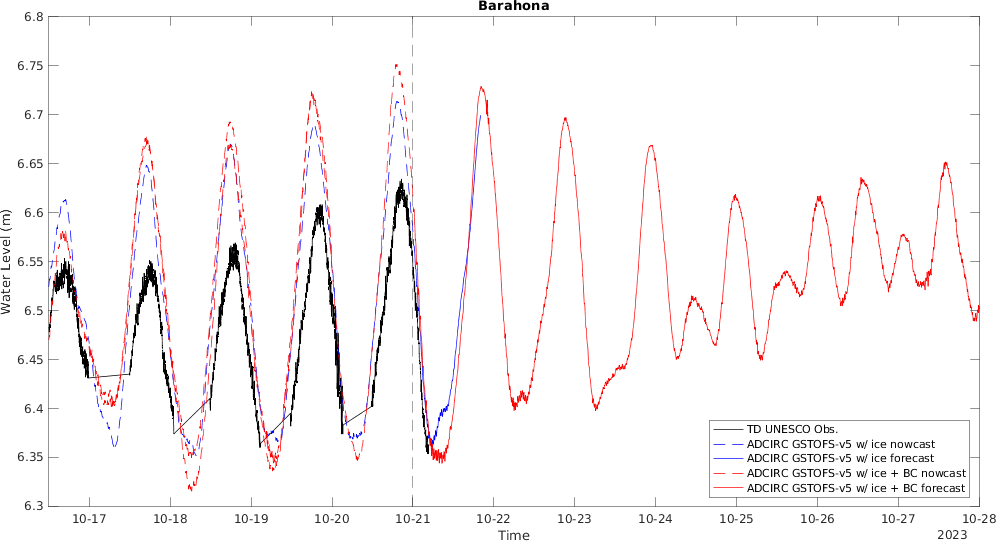 Barahona
Water Level (m)
6.8
6.75
6.7
6.65
6.6
6.55
6.5
6.45
6.4
6.35
6.3
10-17 10-18 10-19 10-20 10-21 10-22 10-23 10-24 10-25 10-26 10-27 10-28
Time
2023
TD UNESCO Obs.
ADCIRC GSTOFS-v5 w/ ice nowcast
ADCIRC GSTOFS-v5 w/ ice forecast
ADCIRC GSTOFS-v5 w/ ice + BC nowcast
ADCIRC GSTOFS-v5 w/ ice + BC forecast